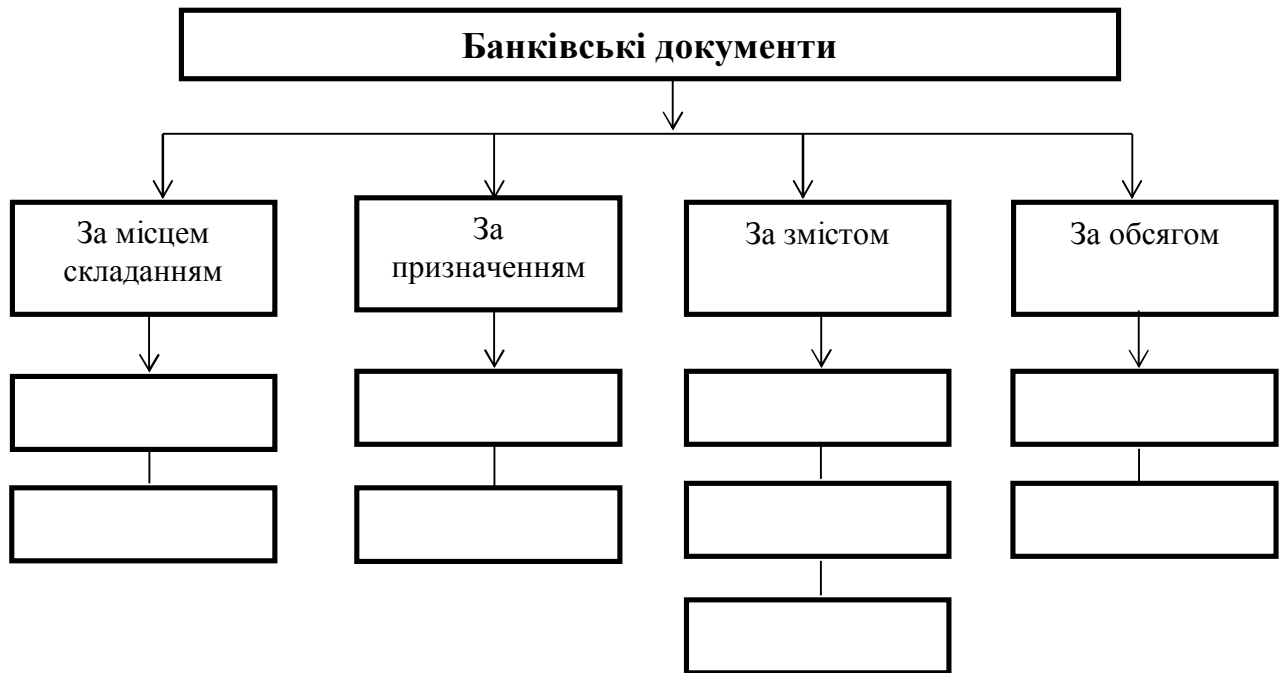 Банківські документи
За місцем
складанням
За
призначенням
За змістом
За обсягом